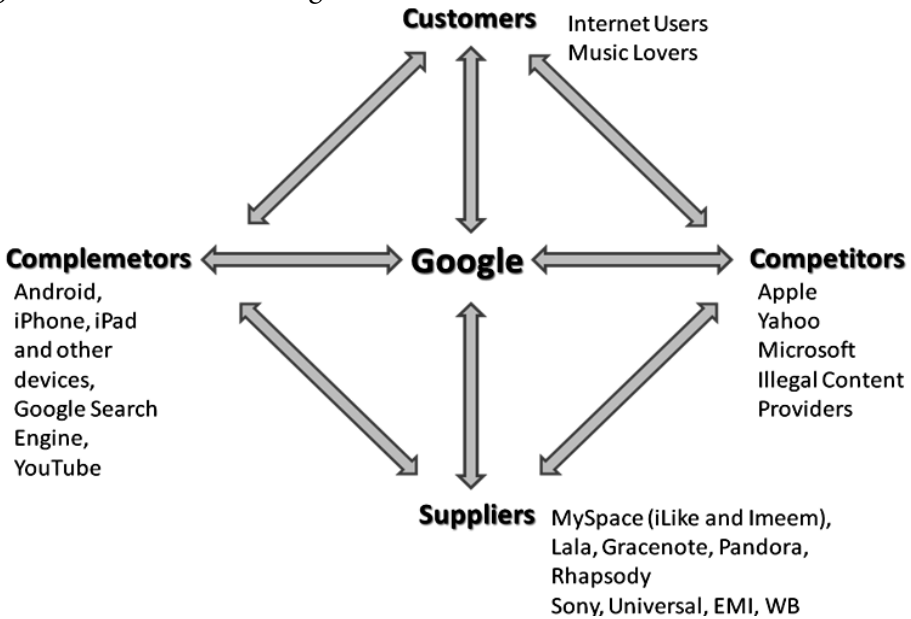 Customers
Internet Users
Music Lovers
Complemetors
Google
Competitors
Android,
iPhone, iPad
and other
devices,
Google Search
Engine,
YouTube
Apple
Yahoo
Microsoft
Illegal Content
Providers
Suppliers
MySpace (iLike and Imeem),
Lala, Gracenote, Pandora,
Rhapsody
Sony, Universal, EMI, WB